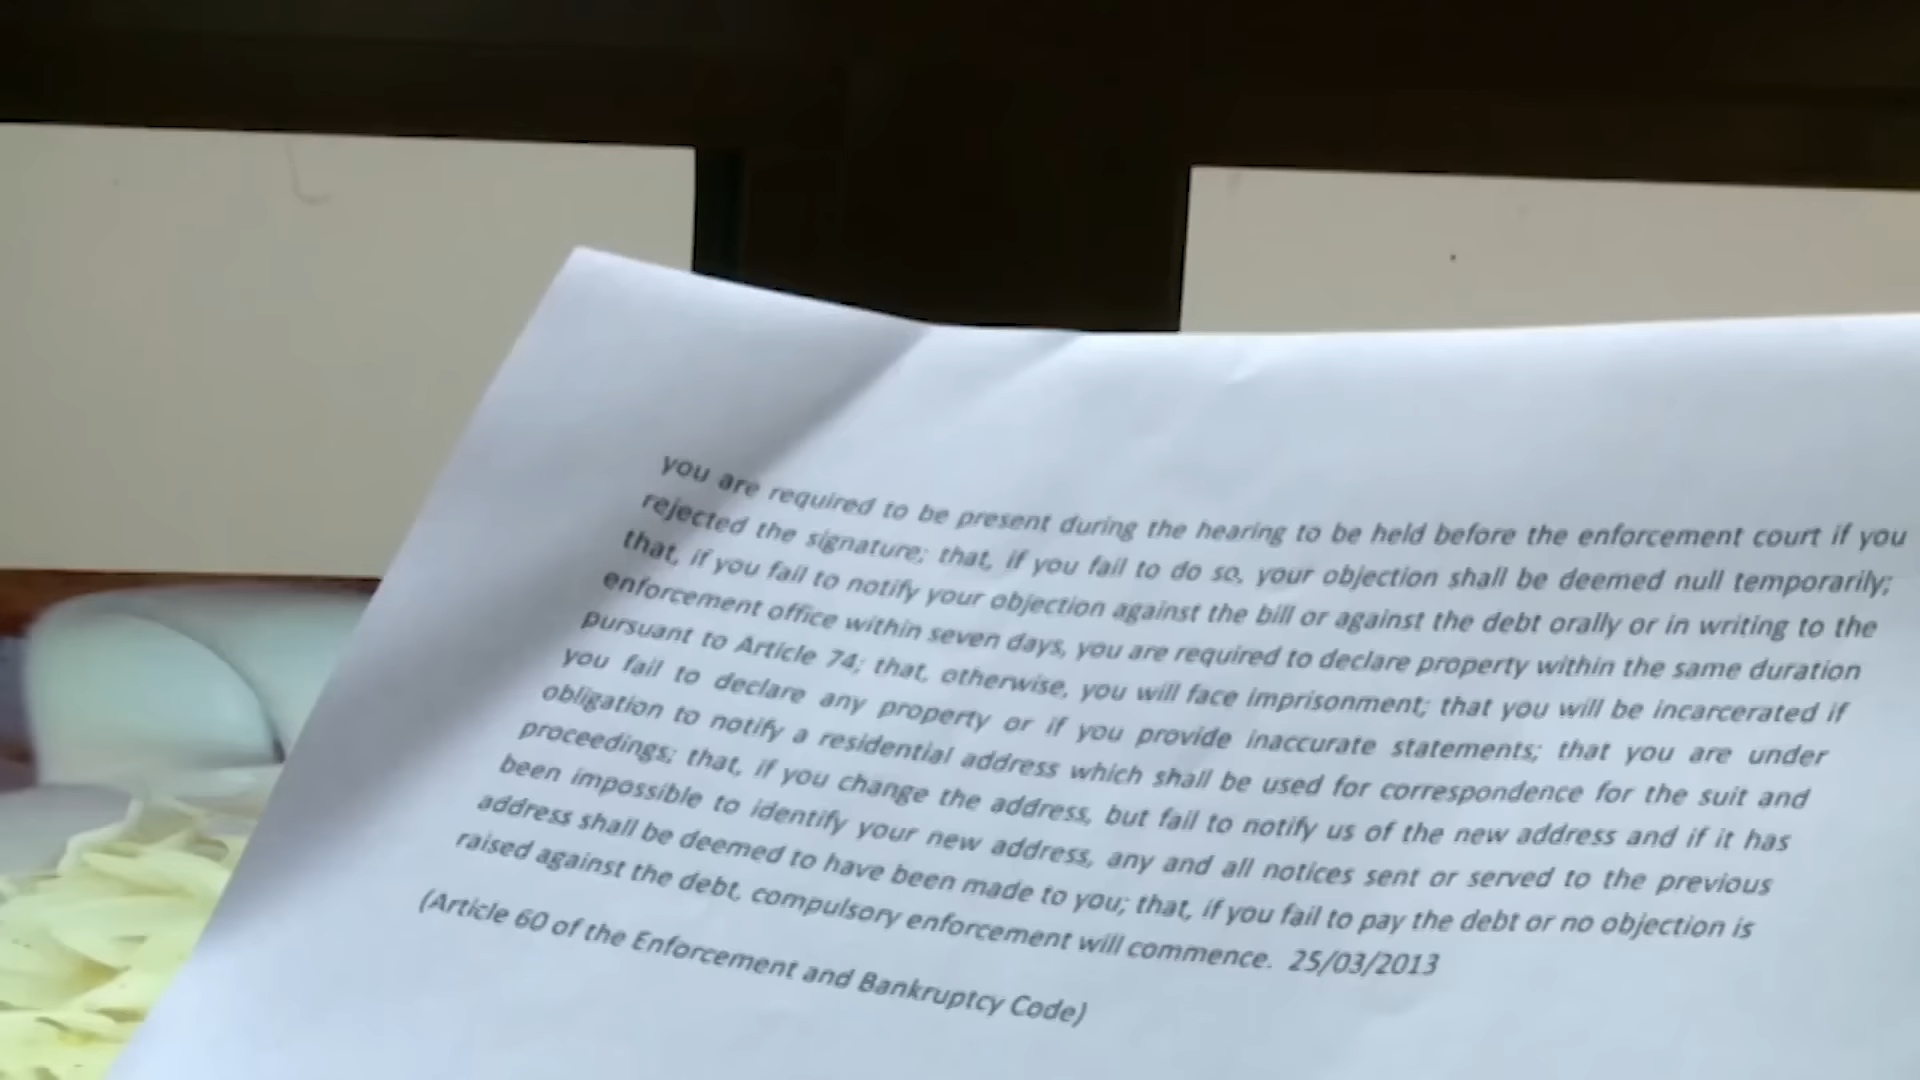 you are required to be present during the hearing to be held before the enforcement court if you
rejected the signature; that, if you fail to do so, your objection shall be deemed null temporarily;
that, if you fail to notify your objection against the bill or against the debt orally or in writing to the
enforcement office within seven days, you are required to declare property within the same duration
pursuant to Article 74; that, otherwise, you will face imprisonment; that you will be incarcerated if
you fail to declare any property or if you provide inaccurate statements; that you are under
obligation to notify a residential address which shall be used for correspondence for the suit and
proceedings; that, if you change the address, but fail to notify us of the new address and if it has
been impossible to identify your new address, any and all notices sent or served to the previous
address shall be deemed to have been made to you; that, if you fail to pay the debt or no objection is
raised against the debt, compulsory enforcement will commence. 25/03/2013
(Article 60 of the Enforcement and Bankruptcy Code)